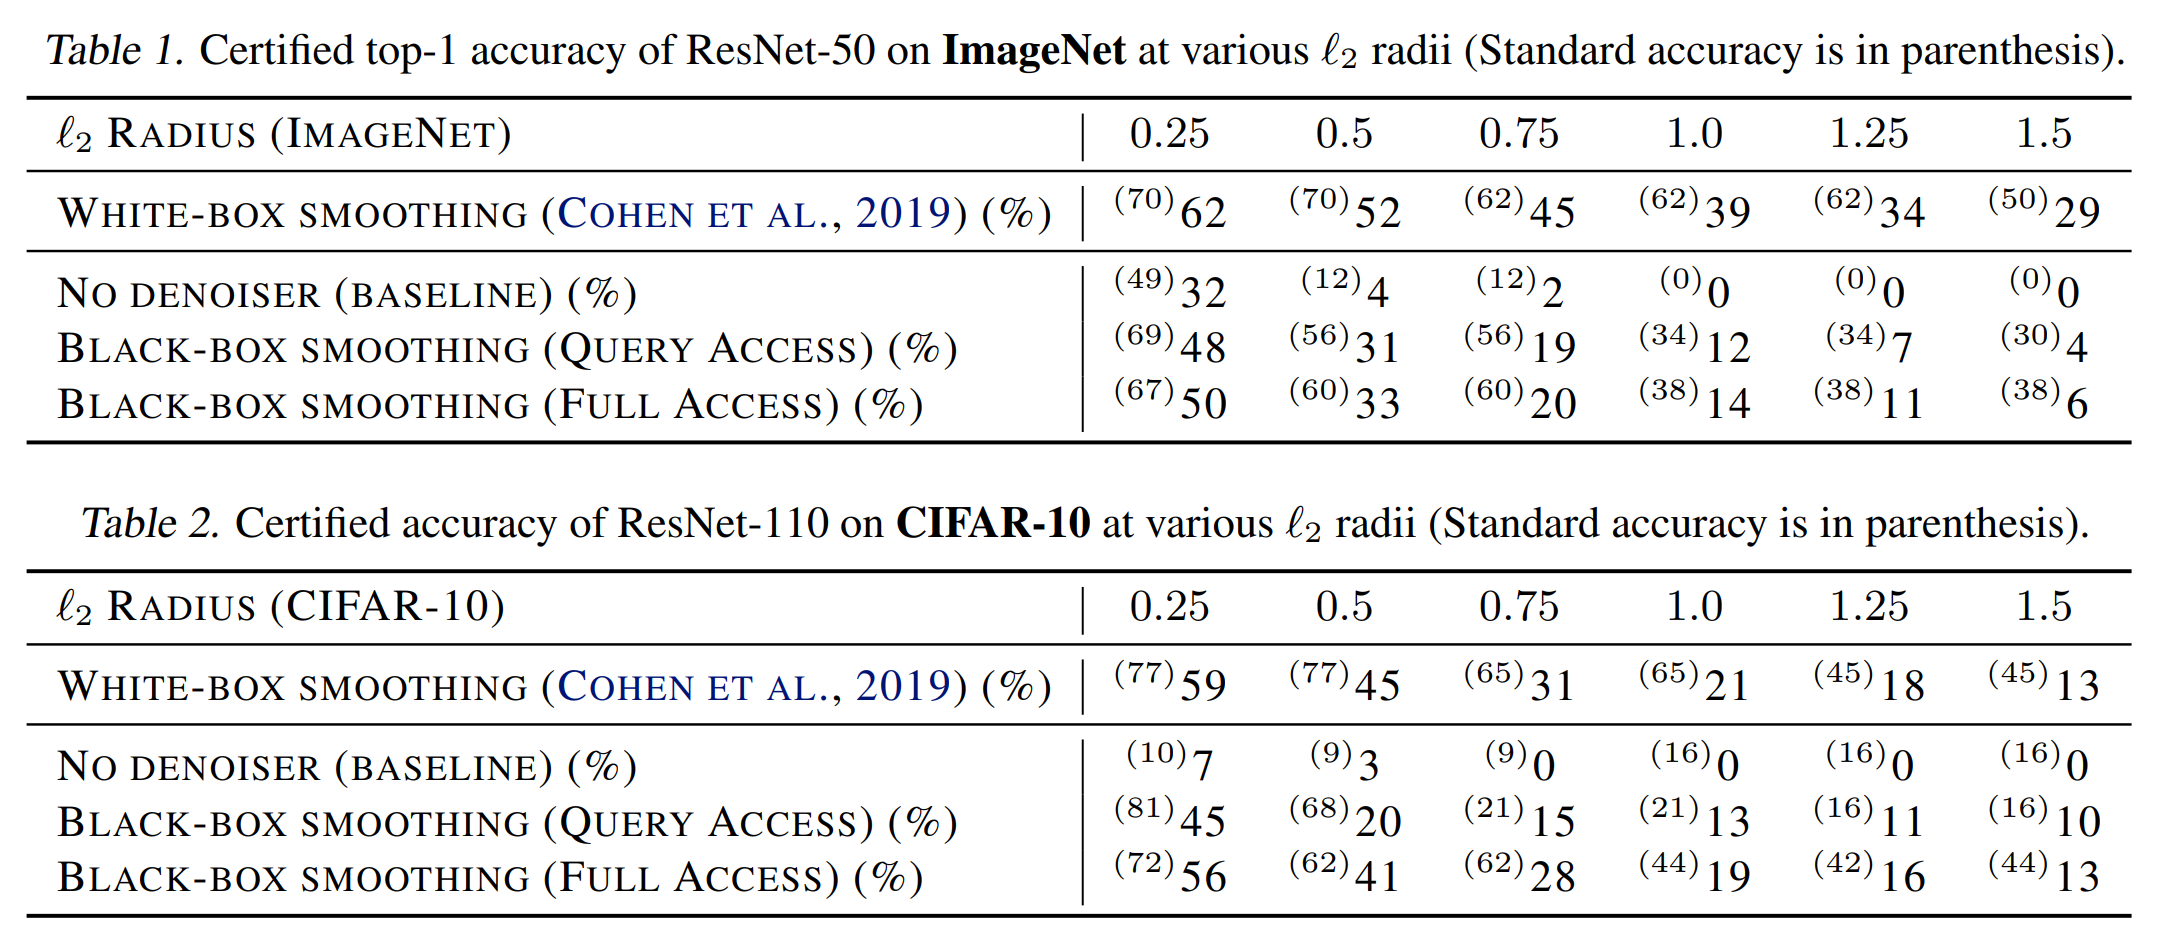 Table 1. Certified top-1 accuracy of ResNet-50 on ImageNet at various ℓ2 radii (Standard accuracy is in parenthesis).
ℓ2 RADIUS (IMAGENET) 0.25 0.5 0.75 1.0 1.25 1.5
WHITE-BOX SMOOTHING (COHEN ET AL., 2019) (%) (70)62 (70)52 (62)45 (62)39 (62)34 (50)29
NO DENOISER (BASELINE) (%) (49)32 (12)4 (12)2 (0)0 (0)0 (0)0
BLACK-BOX SMOOTHING (QUERY ACCESS) (%) (69)48 (56)31 (56)19 (34)12 (34)7 (30)4
BLACK-BOX SMOOTHING (FULL ACCESS) (%) (67)50 (60)33 (60)20 (38)14 (38)11 (38)6
Table 2. Certified accuracy of ResNet-110 on CIFAR-10 at various ℓ2 radii (Standard accuracy is in parenthesis).
ℓ2 RADIUS (CIFAR-10) 0.25 0.5 0.75 1.0 1.25 1.5
WHITE-BOX SMOOTHING (COHEN ET AL., 2019) (%) (77)59 (77)45 (65)31 (65)21 (45)18 (45)13
NO DENOISER (BASELINE) (%) (10)7 (9)3 (9)0 (16)0 (16)0 (16)0
BLACK-BOX SMOOTHING (QUERY ACCESS) (%) (81)45 (68)20 (21)15 (21)13 (16)11 (16)10
BLACK-BOX SMOOTHING (FULL ACCESS) (%) (72)56 (62)41 (62)28 (44)19 (42)16 (44)13